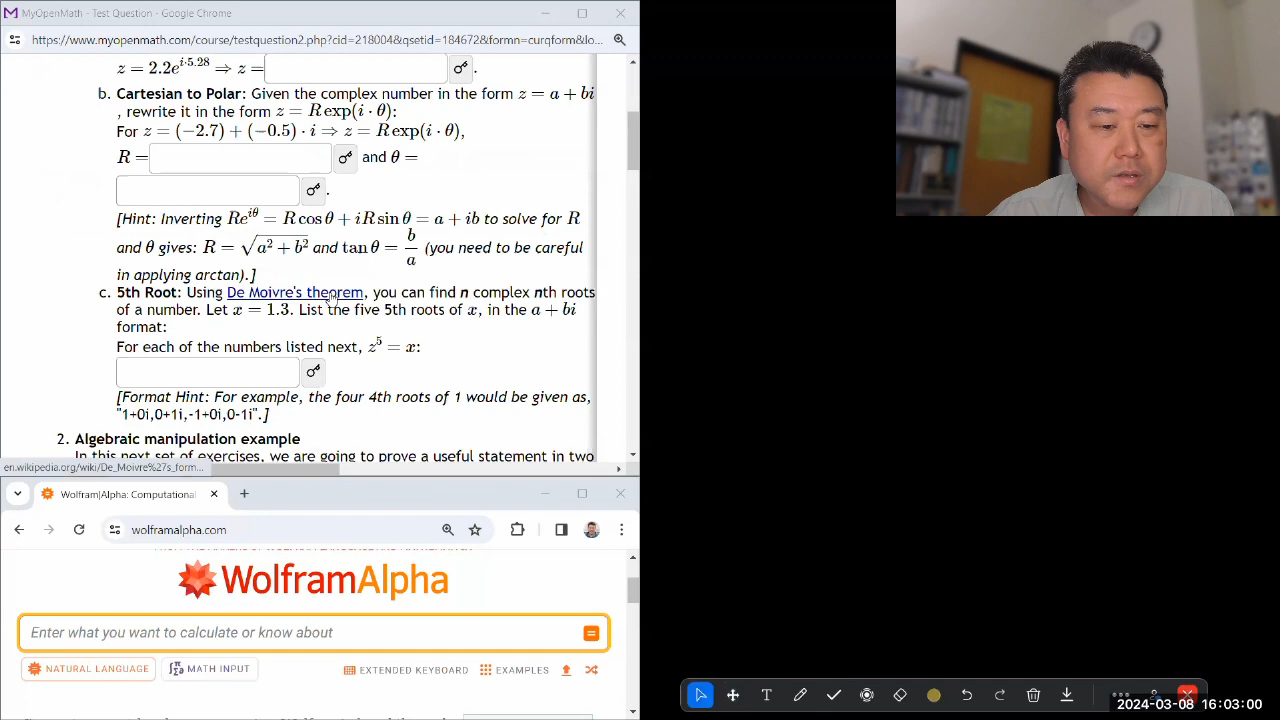 MyOpenMath - Test Question - Google Chrome
https://www.myopenmath.com/course/testquestion2.php?cid=218004&qsetid=184672&formn=curqform&lo...
z = 2.2e^{i·5.28} ⇒ z =
b. Cartesian to Polar: Given the complex number in the form z = a + bi
, rewrite it in the form z = R exp(i · θ):
For z = (−2.7) + (−0.5) · i ⇒ z = R exp(i · θ),
R = and θ =
.
[Hint: Inverting Re^{iθ} = R cos θ + iR sin θ = a + ib to solve for R
and θ gives: R = √(a² + b²) and tan θ = b/a (you need to be careful
in applying arctan).]
c. 5th Root: Using De Moivre's theorem, you can find n complex nth roots
of a number. Let x = 1.3. List the five 5th roots of x, in the a + bi
format:
For each of the numbers listed next, z⁵ = x:
[Format Hint: For example, the four 4th roots of 1 would be given as,
"1+0i,0+1i,-1+0i,0-1i".]
2. Algebraic manipulation example
In this next set of exercises, we are going to prove a useful statement in two
en.wikipedia.org/wiki/De_Moivre%27s_form...
Wolfram|Alpha: Computational
wolframalpha.com
WolframAlpha
Enter what you want to calculate or know about
NATURAL LANGUAGE
MATH INPUT
EXTENDED KEYBOARD
EXAMPLES
2024-03-08 16:03:00